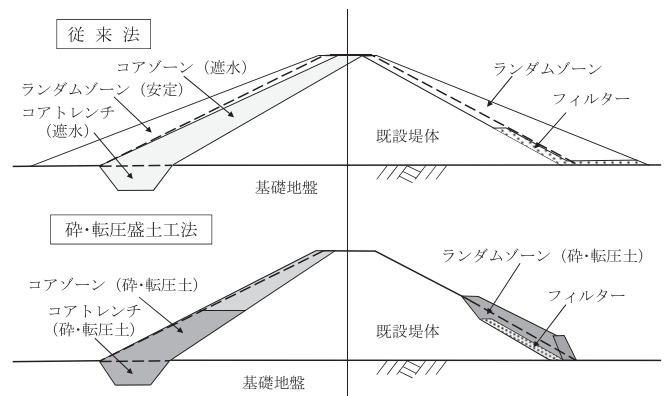 従来法
コアゾーン（遮水）
ランダムゾーン（安定）
コアトレンチ
（遮水）
ランダムゾーン
フィルター
既設堤体
基礎地盤
砕・転圧盛土工法
コアゾーン（砕・転圧土）
コアトレンチ
（砕・転圧土）
ランダムゾーン（砕・転圧土）
フィルター
既設堤体
基礎地盤